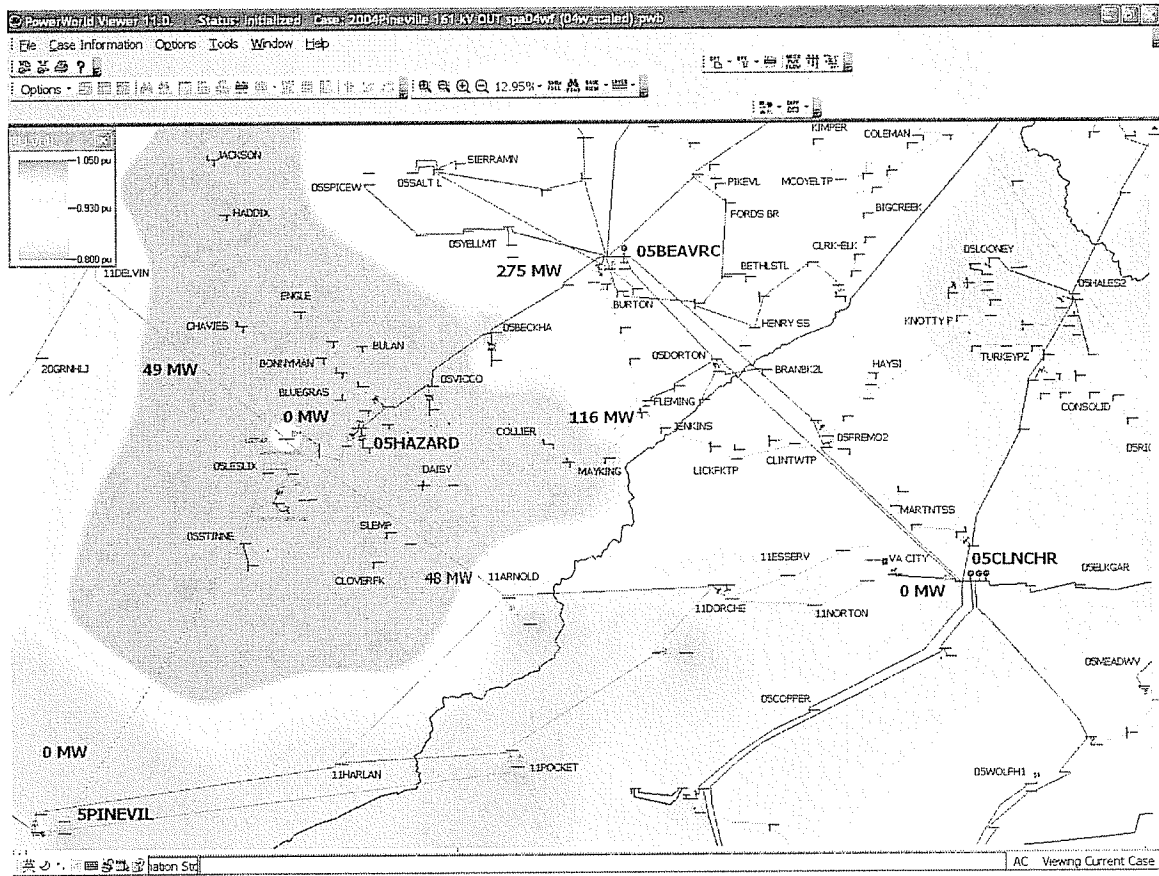 PowerWorld Viewer 11.0. Status: Initialized Case: 2004Pineville 161 kV OUT spa04wf (04w scaled).pwb
File Case Information Options Tools Window Help
Options 12.95%
1.050 pu
0.930 pu
0.800 pu
JACKSON
HADDIX
11DELVIN
ENGLE
CHAVIES
BULAN
BONNYMAN
49 MW
20GRNHLJ
BLUEGRAS
0 MW
05HAZARD
05LESLIX
DAISY
05STINNE
SLEMP
CLOVERFK
48 MW
11ARNOLD
05SPICEW
05SALT L
SIERRAMN
05YELLMT
275 MW
05BEAVRC
05BECKHA
05VICCO
BURTON
KIMPER
COLEMAN
PIKEVL
MCOYELTP
FORDS BR
BIGCREEK
CLRK-ELK
BETHLSTL
HENRY SS
05DORTON
BRANBKZL
116 MW
FLEMING
JENKINS
COLLIER
MAYKING
LICKFKTP
CLINTWTP
05FREMO2
HAYSI
05LOONEY
05HALES2
KNOTTY P
TURKEYPZ
CONSOLID
05RIC
MARTNTSS
VA CITY
05CLNCHR
0 MW
05ELKGAR
11ESSERV
11DORCHE
11NORTON
05COPPER
05MEADWV
05WOLFH1
0 MW
11HARLAN
11POCKET
5PINEVIL
AC Viewing Current Case